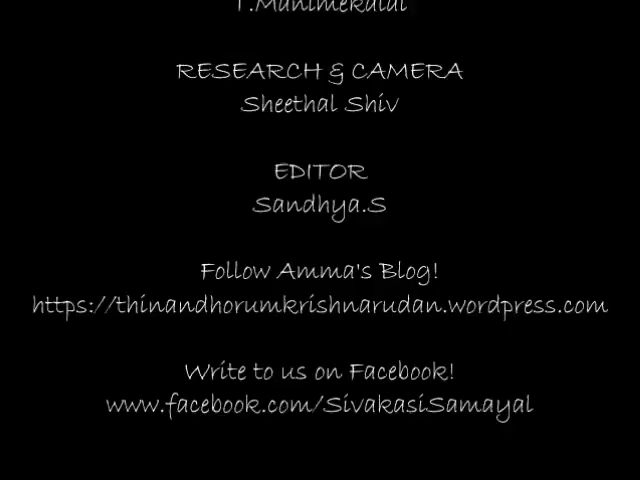 T.Manimekalai
RESEARCH & CAMERA
Sheethal Shiv
EDITOR
Sandhya.S
Follow Amma's Blog!
https://thinandhorumkrishnarudan.wordpress.com
Write to us on Facebook!
www.facebook.com/SivakasiSamayal